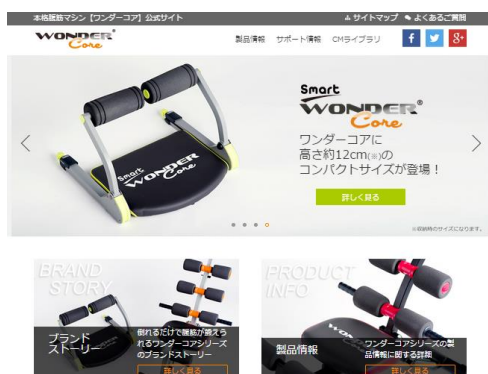 本格腹筋マシン【ワンダーコア】公式サイト
サイトマップ
よくあるご質問
WONDER®
Core
製品情報 サポート情報 CMライブラリ
Smart
WONDER®
Core
ワンダーコアに
高さ約12cm(※)の
コンパクトサイズが登場！
詳しく見る
※収納時のサイズになります。
Smart
WONDER
Core
BRAND
STORY
ブランド
ストーリー
倒れるだけで腹筋が鍛えら
れるワンダーコアシリーズ
のブランドストーリー
詳しく見る
PRODUCT
INFO
製品情報
ワンダーコアシリーズの製
品情報に関する詳細
詳しく見る